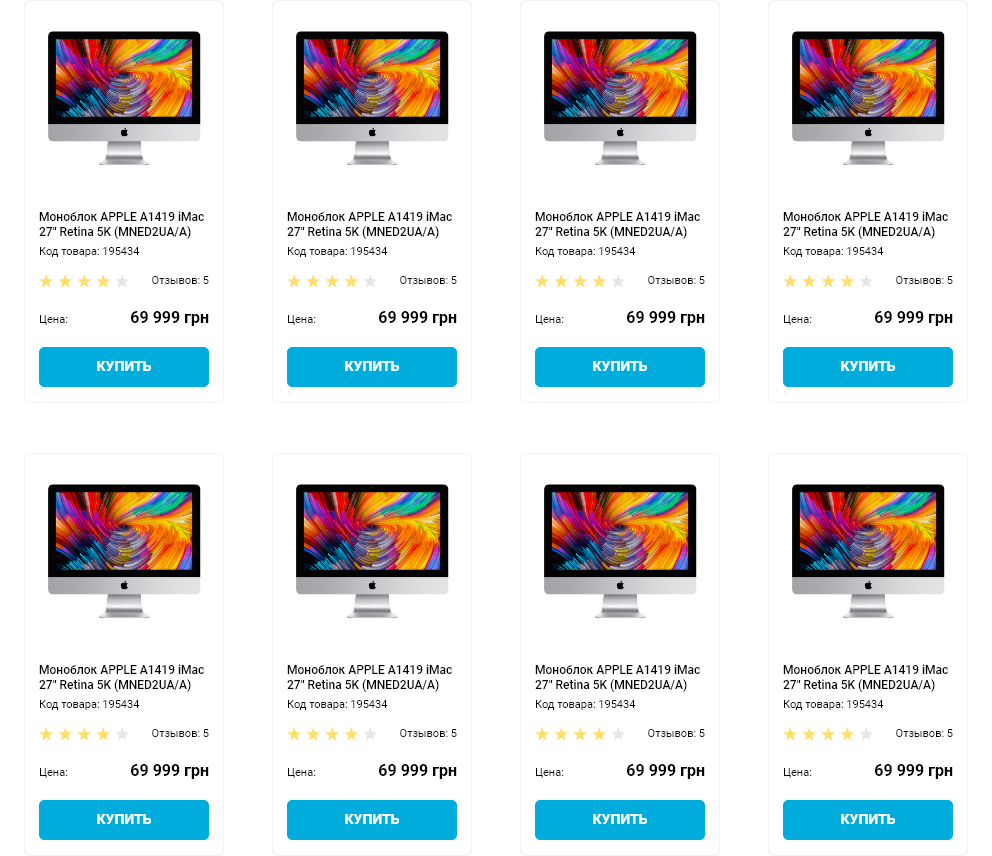 Моноблок APPLE A1419 iMac
27" Retina 5K (MNED2UA/A)
Код товара: 195434
Отзывов: 5
Цена: 69 999 грн
КУПИТЬ
Моноблок APPLE A1419 iMac
27" Retina 5K (MNED2UA/A)
Код товара: 195434
Отзывов: 5
Цена: 69 999 грн
КУПИТЬ
Моноблок APPLE A1419 iMac
27" Retina 5K (MNED2UA/A)
Код товара: 195434
Отзывов: 5
Цена: 69 999 грн
КУПИТЬ
Моноблок APPLE A1419 iMac
27" Retina 5K (MNED2UA/A)
Код товара: 195434
Отзывов: 5
Цена: 69 999 грн
КУПИТЬ
Моноблок APPLE A1419 iMac
27" Retina 5K (MNED2UA/A)
Код товара: 195434
Отзывов: 5
Цена: 69 999 грн
КУПИТЬ
Моноблок APPLE A1419 iMac
27" Retina 5K (MNED2UA/A)
Код товара: 195434
Отзывов: 5
Цена: 69 999 грн
КУПИТЬ
Моноблок APPLE A1419 iMac
27" Retina 5K (MNED2UA/A)
Код товара: 195434
Отзывов: 5
Цена: 69 999 грн
КУПИТЬ
Моноблок APPLE A1419 iMac
27" Retina 5K (MNED2UA/A)
Код товара: 195434
Отзывов: 5
Цена: 69 999 грн
КУПИТЬ